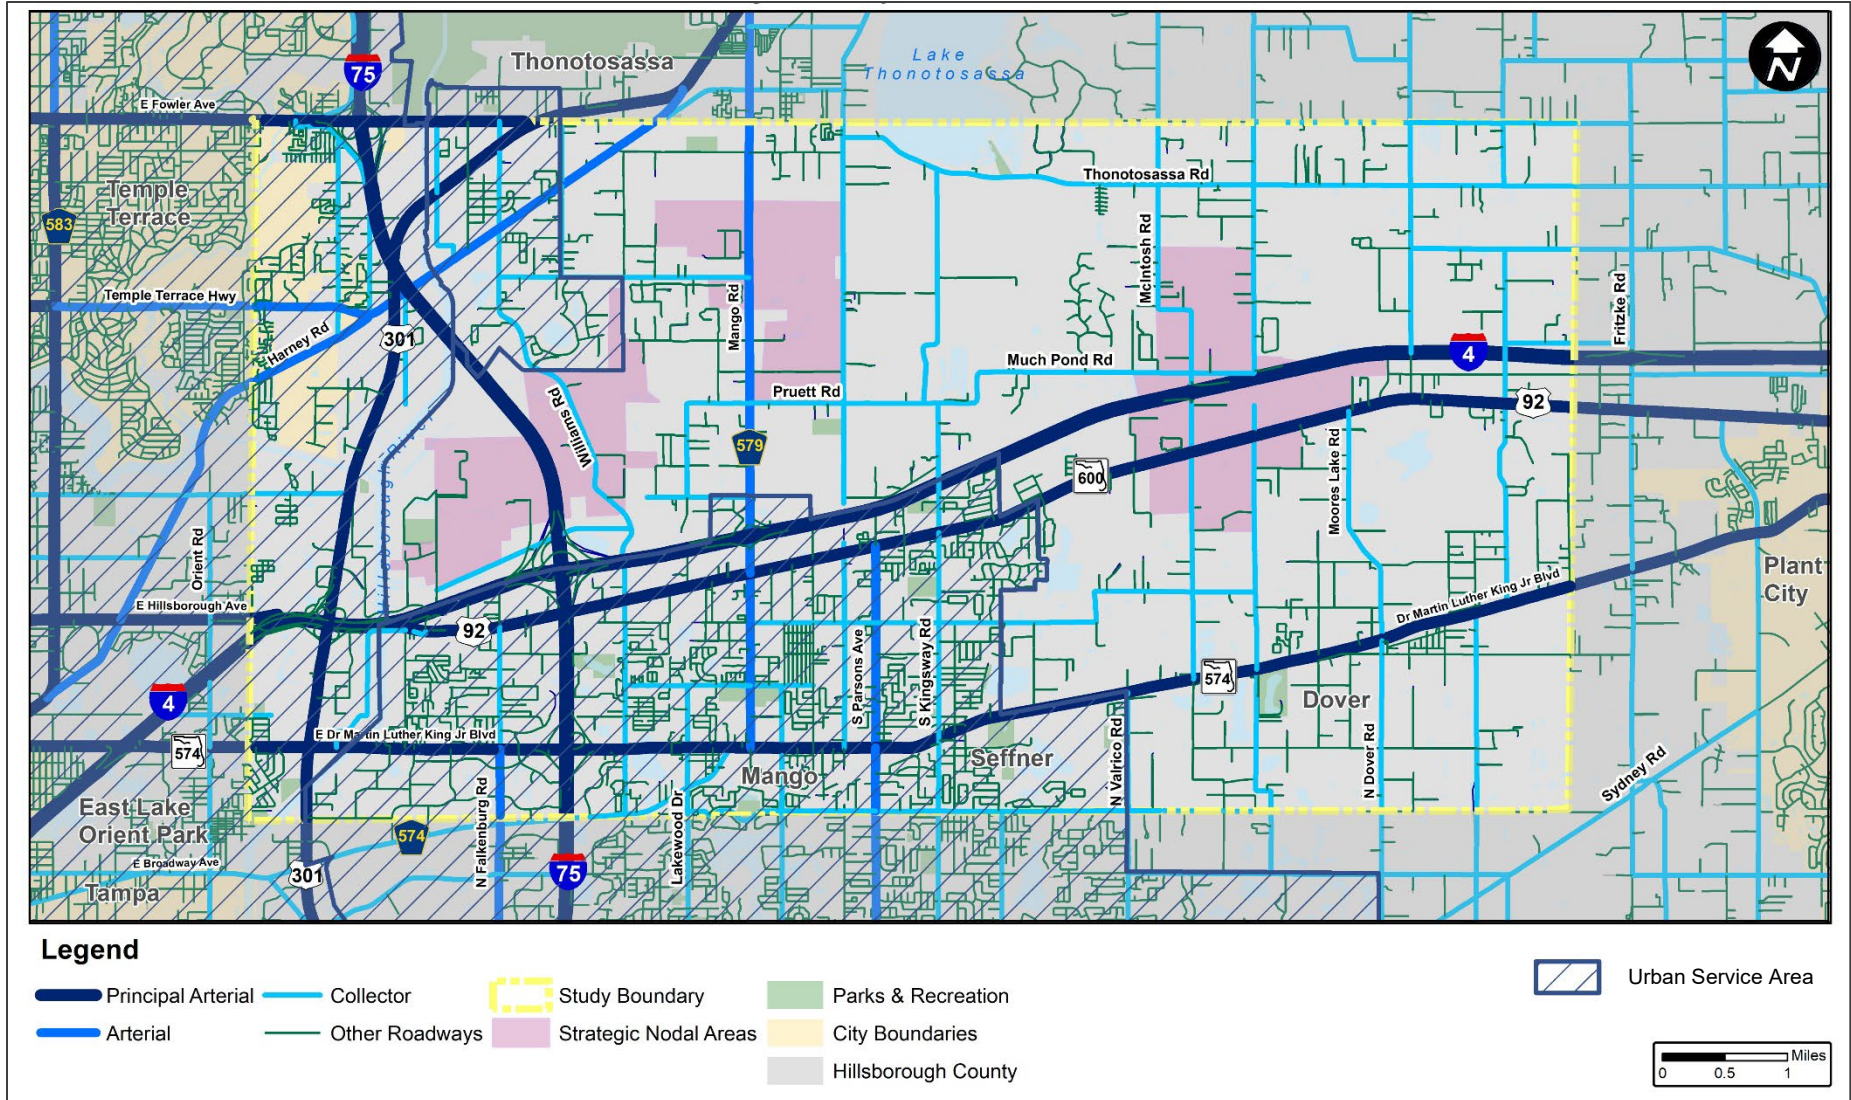 Thonotosassa
Lake
Thonotosassa
N
75
E Fowler Ave
Temple
Terrace
583
Thonotosassa Rd
McIntosh Rd
Temple Terrace Hwy
Harney Rd
301
Mango Rd
Fritzke Rd
Much Pond Rd
4
Pruett Rd
92
Williams Rd
579
Hillsborough River
600
Moores Lake Rd
Orient Rd
Plant
City
E Hillsborough Ave
92
Dr Martin Luther King Jr Blvd
S Parsons Ave
S Kingsway Rd
574
Dover
4
574
E Dr Martin Luther King Jr Blvd
Seffner
Mango
N Valrico Rd
N Dover Rd
Sydney Rd
East Lake
Orient Park
574
N Falkenburg Rd
Lakewood Dr
E Broadway Ave
301
75
Tampa
Legend
Principal Arterial
Collector
Study Boundary
Parks & Recreation
Urban Service Area
Arterial
Other Roadways
Strategic Nodal Areas
City Boundaries
Hillsborough County
Miles
0 0.5 1